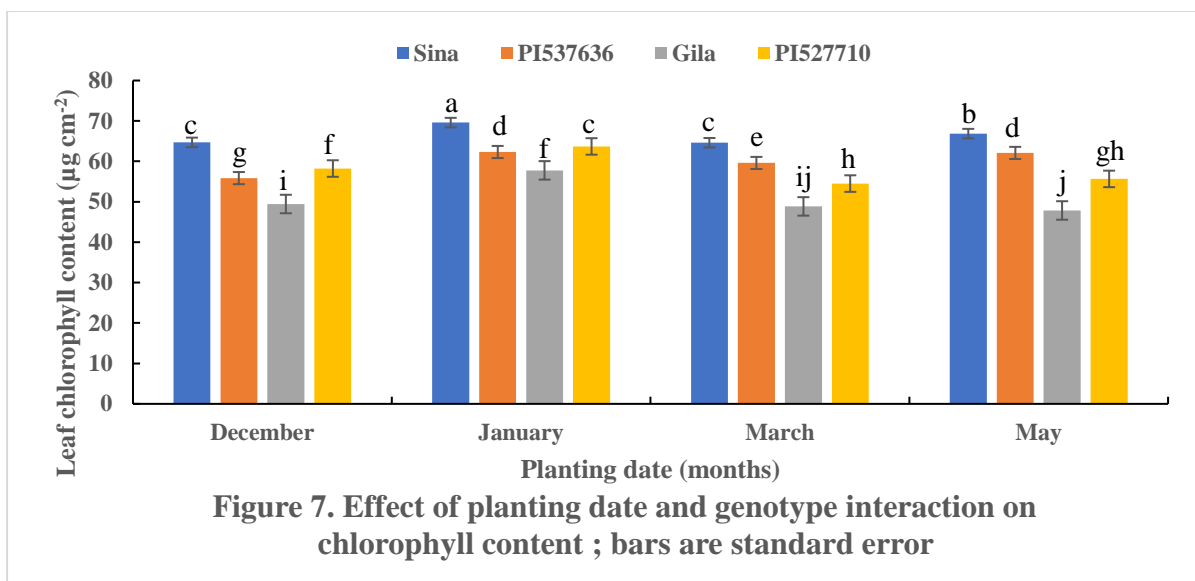 Sina PI537636 Gila PI527710
Leaf chlorophyll content (µg cm⁻²)
80
70
60
50
40
30
20
10
0
c g i f
a d f c
c e ij h
b d j gh
December January March May
Planting date (months)
Figure 7. Effect of planting date and genotype interaction on
chlorophyll content ; bars are standard error